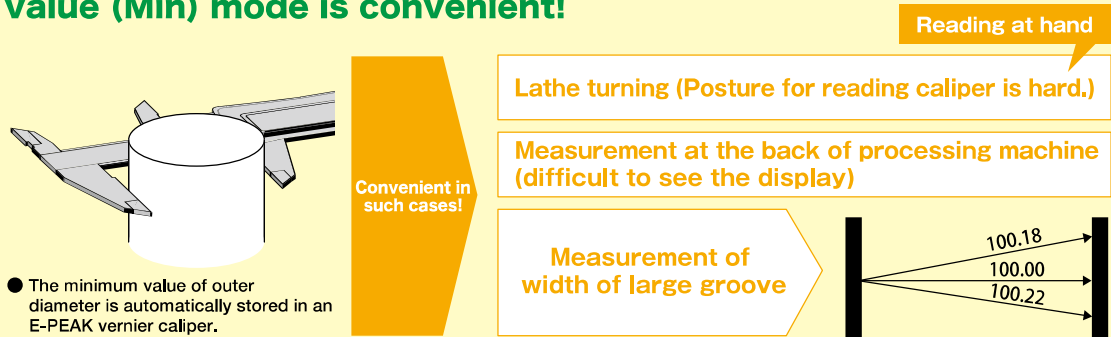 Value (Min) mode is convenient!
Reading at hand
Lathe turning (Posture for reading caliper is hard.)
Measurement at the back of processing machine
(difficult to see the display)
Convenient in
such cases!
Measurement of
width of large groove
100.18
100.00
100.22
● The minimum value of outer
diameter is automatically stored in an
E-PEAK vernier caliper.